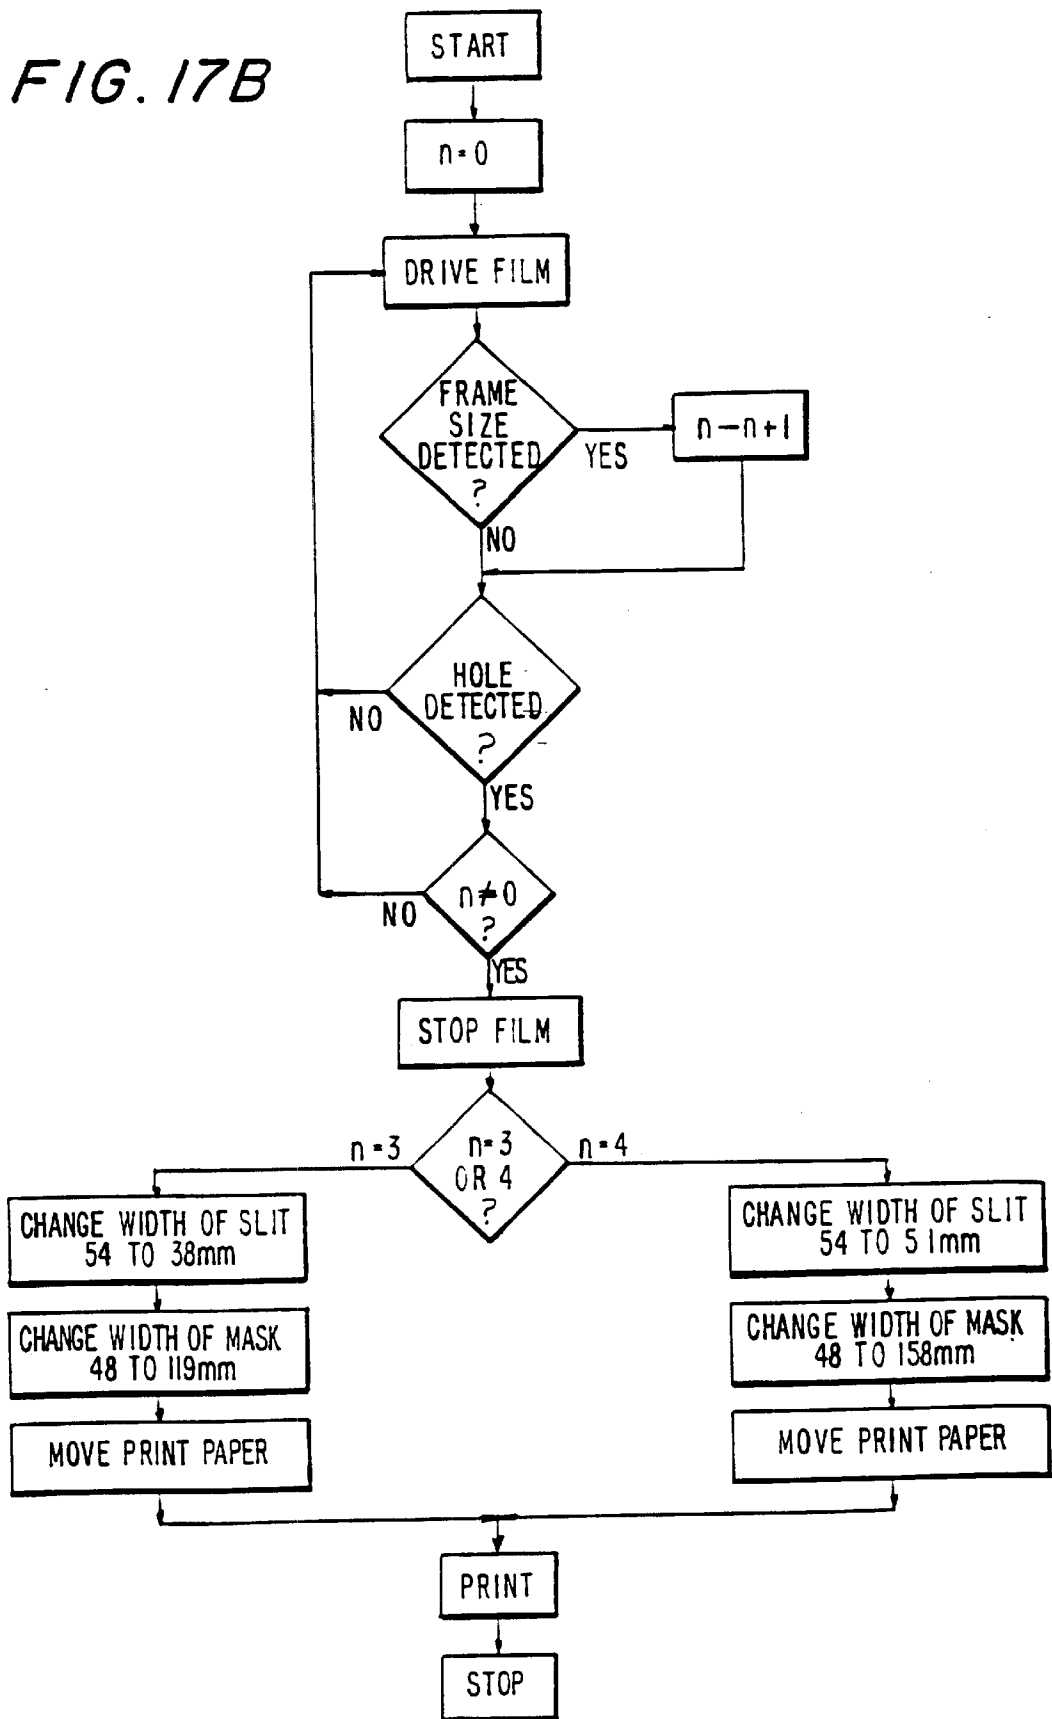 FIG. 17B
START
n=0
DRIVE FILM
FRAME
SIZE
DETECTED
?
YES
n—n+1
NO
HOLE
DETECTED
?
NO
YES
n≠0
?
NO
YES
STOP FILM
n=3
OR 4
?
n=3
n=4
CHANGE WIDTH OF SLIT
54 TO 38mm
CHANGE WIDTH OF MASK
48 TO 119mm
MOVE PRINT PAPER
CHANGE WIDTH OF SLIT
54 TO 51mm
CHANGE WIDTH OF MASK
48 TO 158mm
MOVE PRINT PAPER
PRINT
STOP